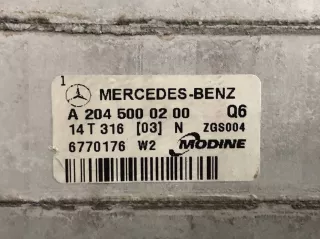 1
MERCEDES-BENZ
A 204 500 02 00 Q6
14 T 316 [03] N ZGS004
6770176 W2 MODINE